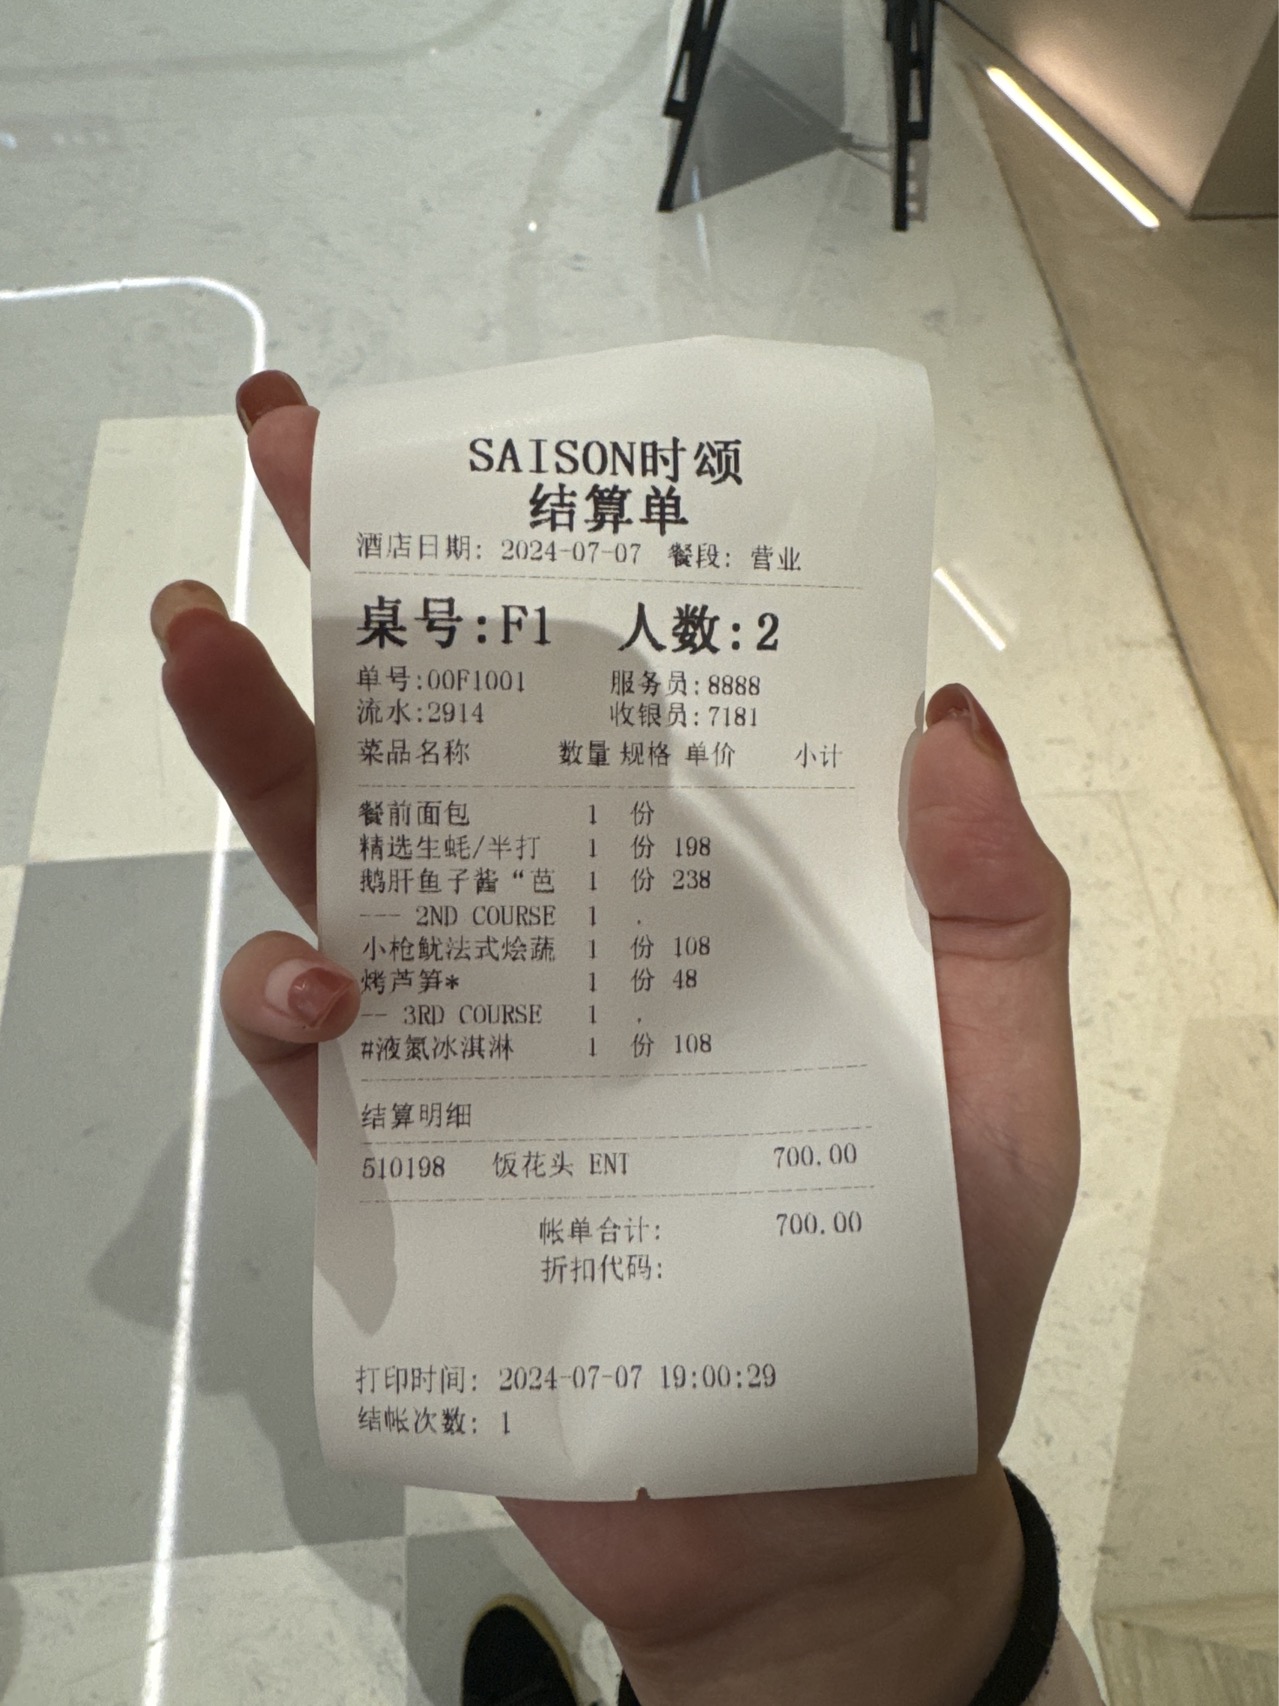 SAISON时颂
结算单
酒店日期: 2024-07-07 餐段: 营业
桌号:F1 人数:2
单号:00F1001 服务员:8888
流水:2914 收银员:7181
菜品名称 数量 规格 单价 小计
餐前面包 1 份
精选生蚝/半打 1 份 198
鹅肝鱼子酱“芭 1 份 238
--- 2ND COURSE 1 .
小枪鱿法式烩蔬 1 份 108
烤芦笋* 1 份 48
-- 3RD COURSE 1 .
#液氮冰淇淋 1 份 108
结算明细
510198 饭花头 ENT 700.00
帐单合计: 700.00
折扣代码:
打印时间: 2024-07-07 19:00:29
结帐次数: 1